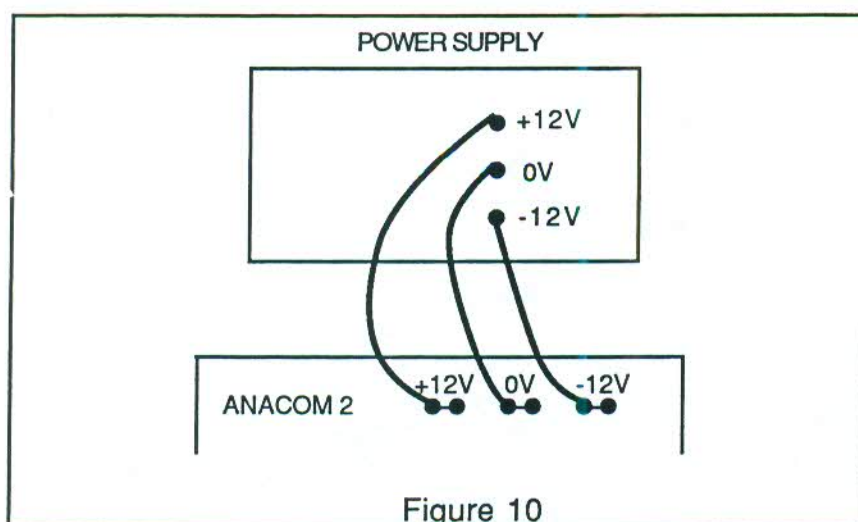 POWER SUPPLY
+12V
0V
-12V
+12V 0V -12V
ANACOM 2
Figure 10